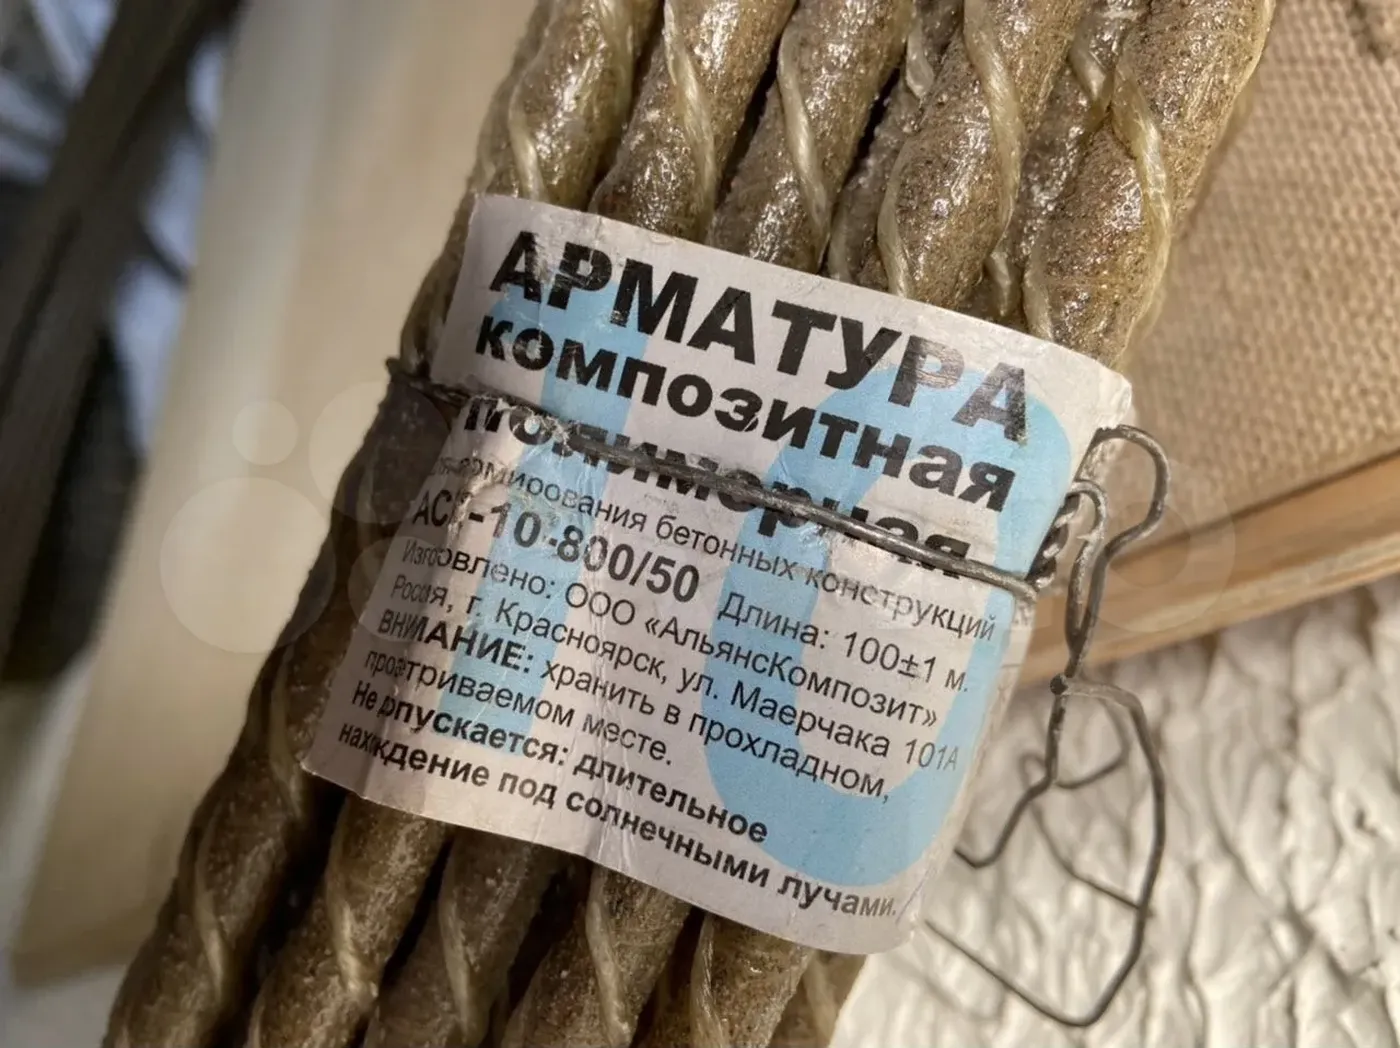 АРМАТУРА
композитная
полимерная
бетонных конструкций
-10-800/50 Длина: 100±1 м.
Изготовлено: ООО «АльянсКомпозит»
Россия, г. Красноярск, ул. Маерчака 101А
ВНИМАНИЕ: хранить в прохладном,
проветриваемом месте.
Не допускается: длительное
нахождение под солнечными лучами.